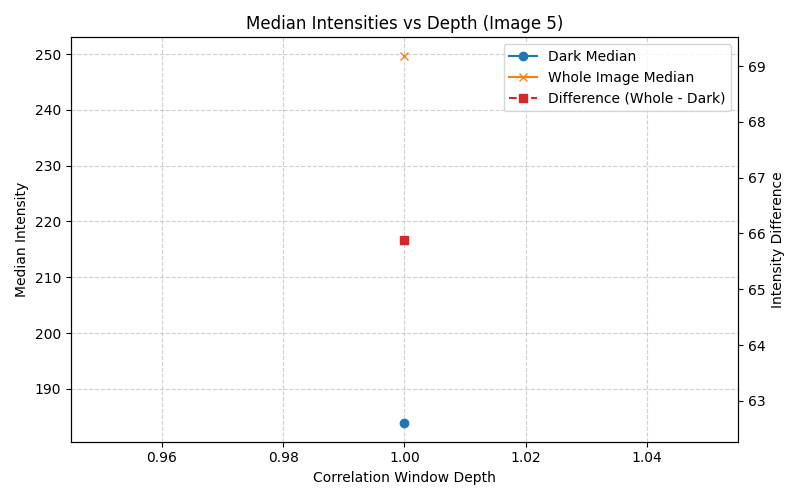 Median Intensities vs Depth (Image 5)
Dark Median
Whole Image Median
Difference (Whole - Dark)
Median Intensity
250
240
230
220
210
200
190
69
68
67
66
65
64
63
Intensity Difference
0.96 0.98 1.00 1.02 1.04
Correlation Window Depth